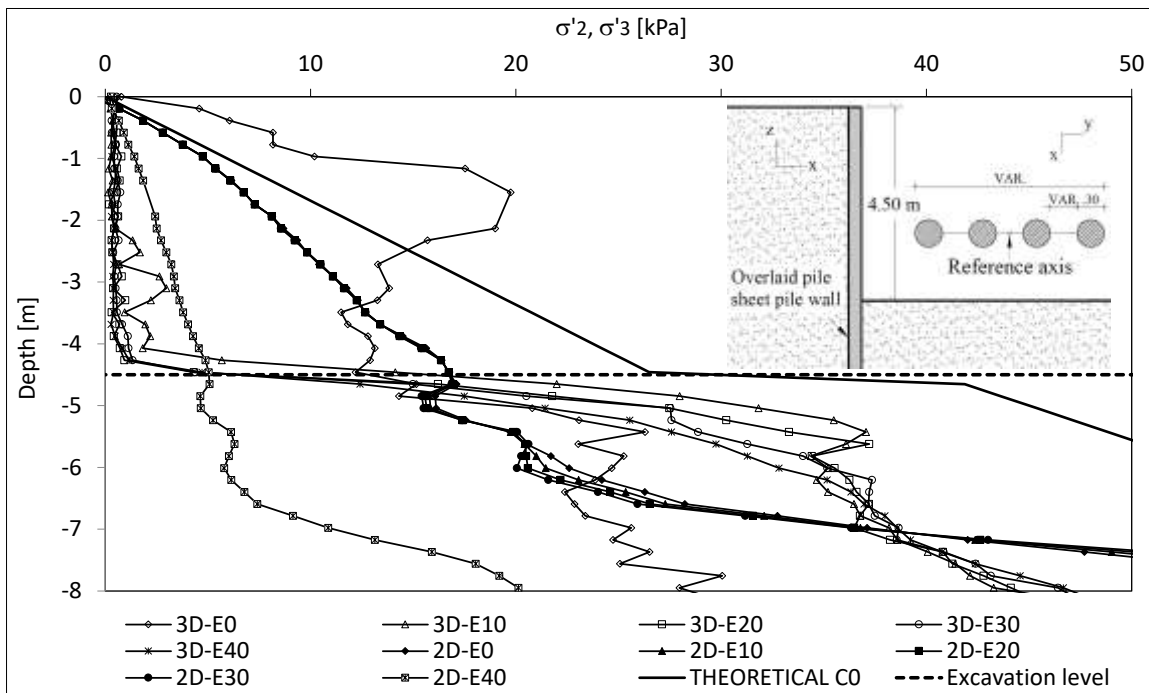 σ'2, σ'3 [kPa]
0 10 20 30 40 50
Depth [m]
0
-1
-2
-3
-4
-5
-6
-7
-8
z
x
y
x
VAR.
4.50 m
VAR. 30
Reference axis
Overlaid pile
sheet pile wall
3D-E0 3D-E10 3D-E20 3D-E30
3D-E40 2D-E0 2D-E10 2D-E20
2D-E30 2D-E40 THEORETICAL C0 Excavation level